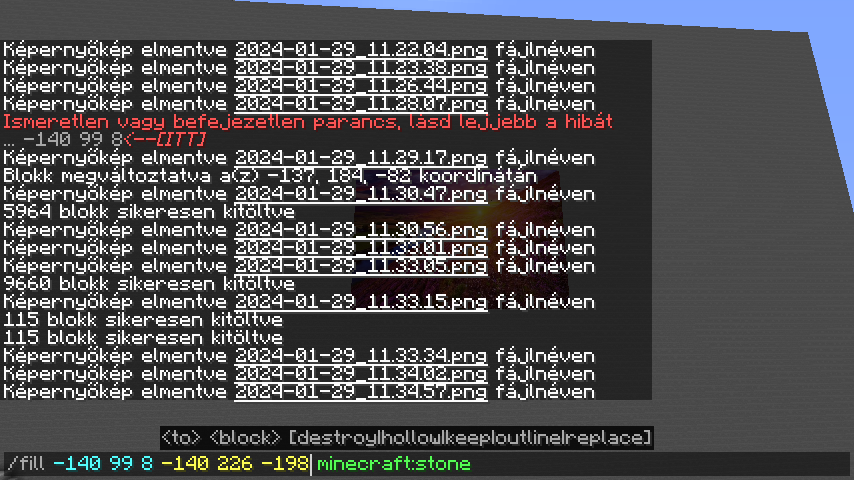 Képernyőkép elmentve 2024-01-29_11.22.04.png fájlnéven
Képernyőkép elmentve 2024-01-29_11.23.38.png fájlnéven
Képernyőkép elmentve 2024-01-29_11.26.44.png fájlnéven
Képernyőkép elmentve 2024-01-29_11.28.07.png fájlnéven
Ismeretlen vagy befejezetlen parancs, lásd lejjebb a hibát
… -140 99 8<--[ITT]
Képernyőkép elmentve 2024-01-29_11.29.17.png fájlnéven
Blokk megváltoztatva a(z) -137, 184, -82 koordinátán
Képernyőkép elmentve 2024-01-29_11.30.47.png fájlnéven
5964 blokk sikeresen kitöltve
Képernyőkép elmentve 2024-01-29_11.30.56.png fájlnéven
Képernyőkép elmentve 2024-01-29_11.33.01.png fájlnéven
Képernyőkép elmentve 2024-01-29_11.33.05.png fájlnéven
9660 blokk sikeresen kitöltve
Képernyőkép elmentve 2024-01-29_11.33.15.png fájlnéven
115 blokk sikeresen kitöltve
115 blokk sikeresen kitöltve
Képernyőkép elmentve 2024-01-29_11.33.34.png fájlnéven
Képernyőkép elmentve 2024-01-29_11.34.02.png fájlnéven
Képernyőkép elmentve 2024-01-29_11.34.57.png fájlnéven
<to> <block> [destroy|hollow|keep|outline|replace]
/fill -140 99 8 -140 226 -198 minecraft:stone